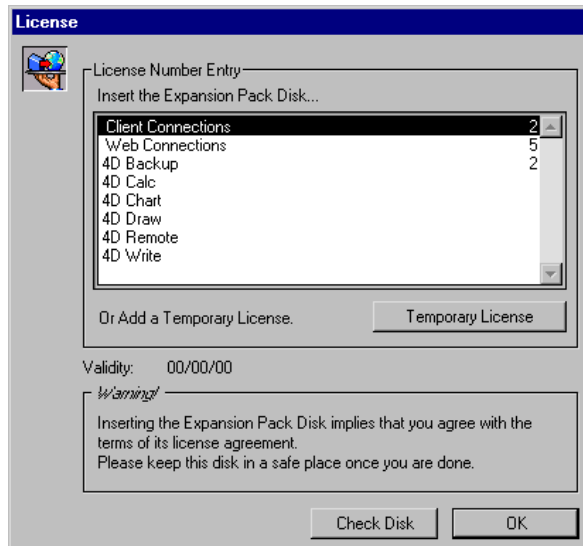 License
License Number Entry
Insert the Expansion Pack Disk...
Client Connections 2
Web Connections 5
4D Backup 2
4D Calc
4D Chart
4D Draw
4D Remote
4D Write
Or Add a Temporary License. Temporary License
Validity: 00/00/00
Warning!
Inserting the Expansion Pack Disk implies that you agree with the
terms of its license agreement.
Please keep this disk in a safe place once you are done.
Check Disk OK